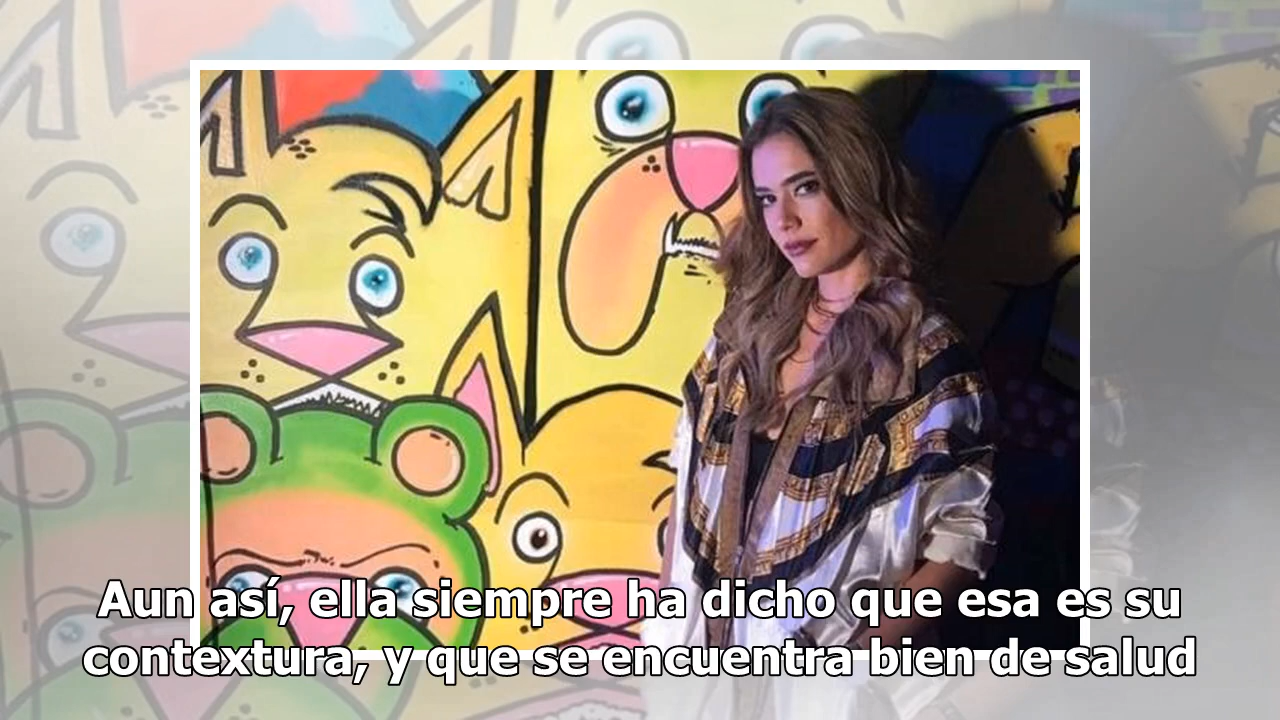 Aun así, ella siempre ha dicho que esa es su
contextura, y que se encuentra bien de salud